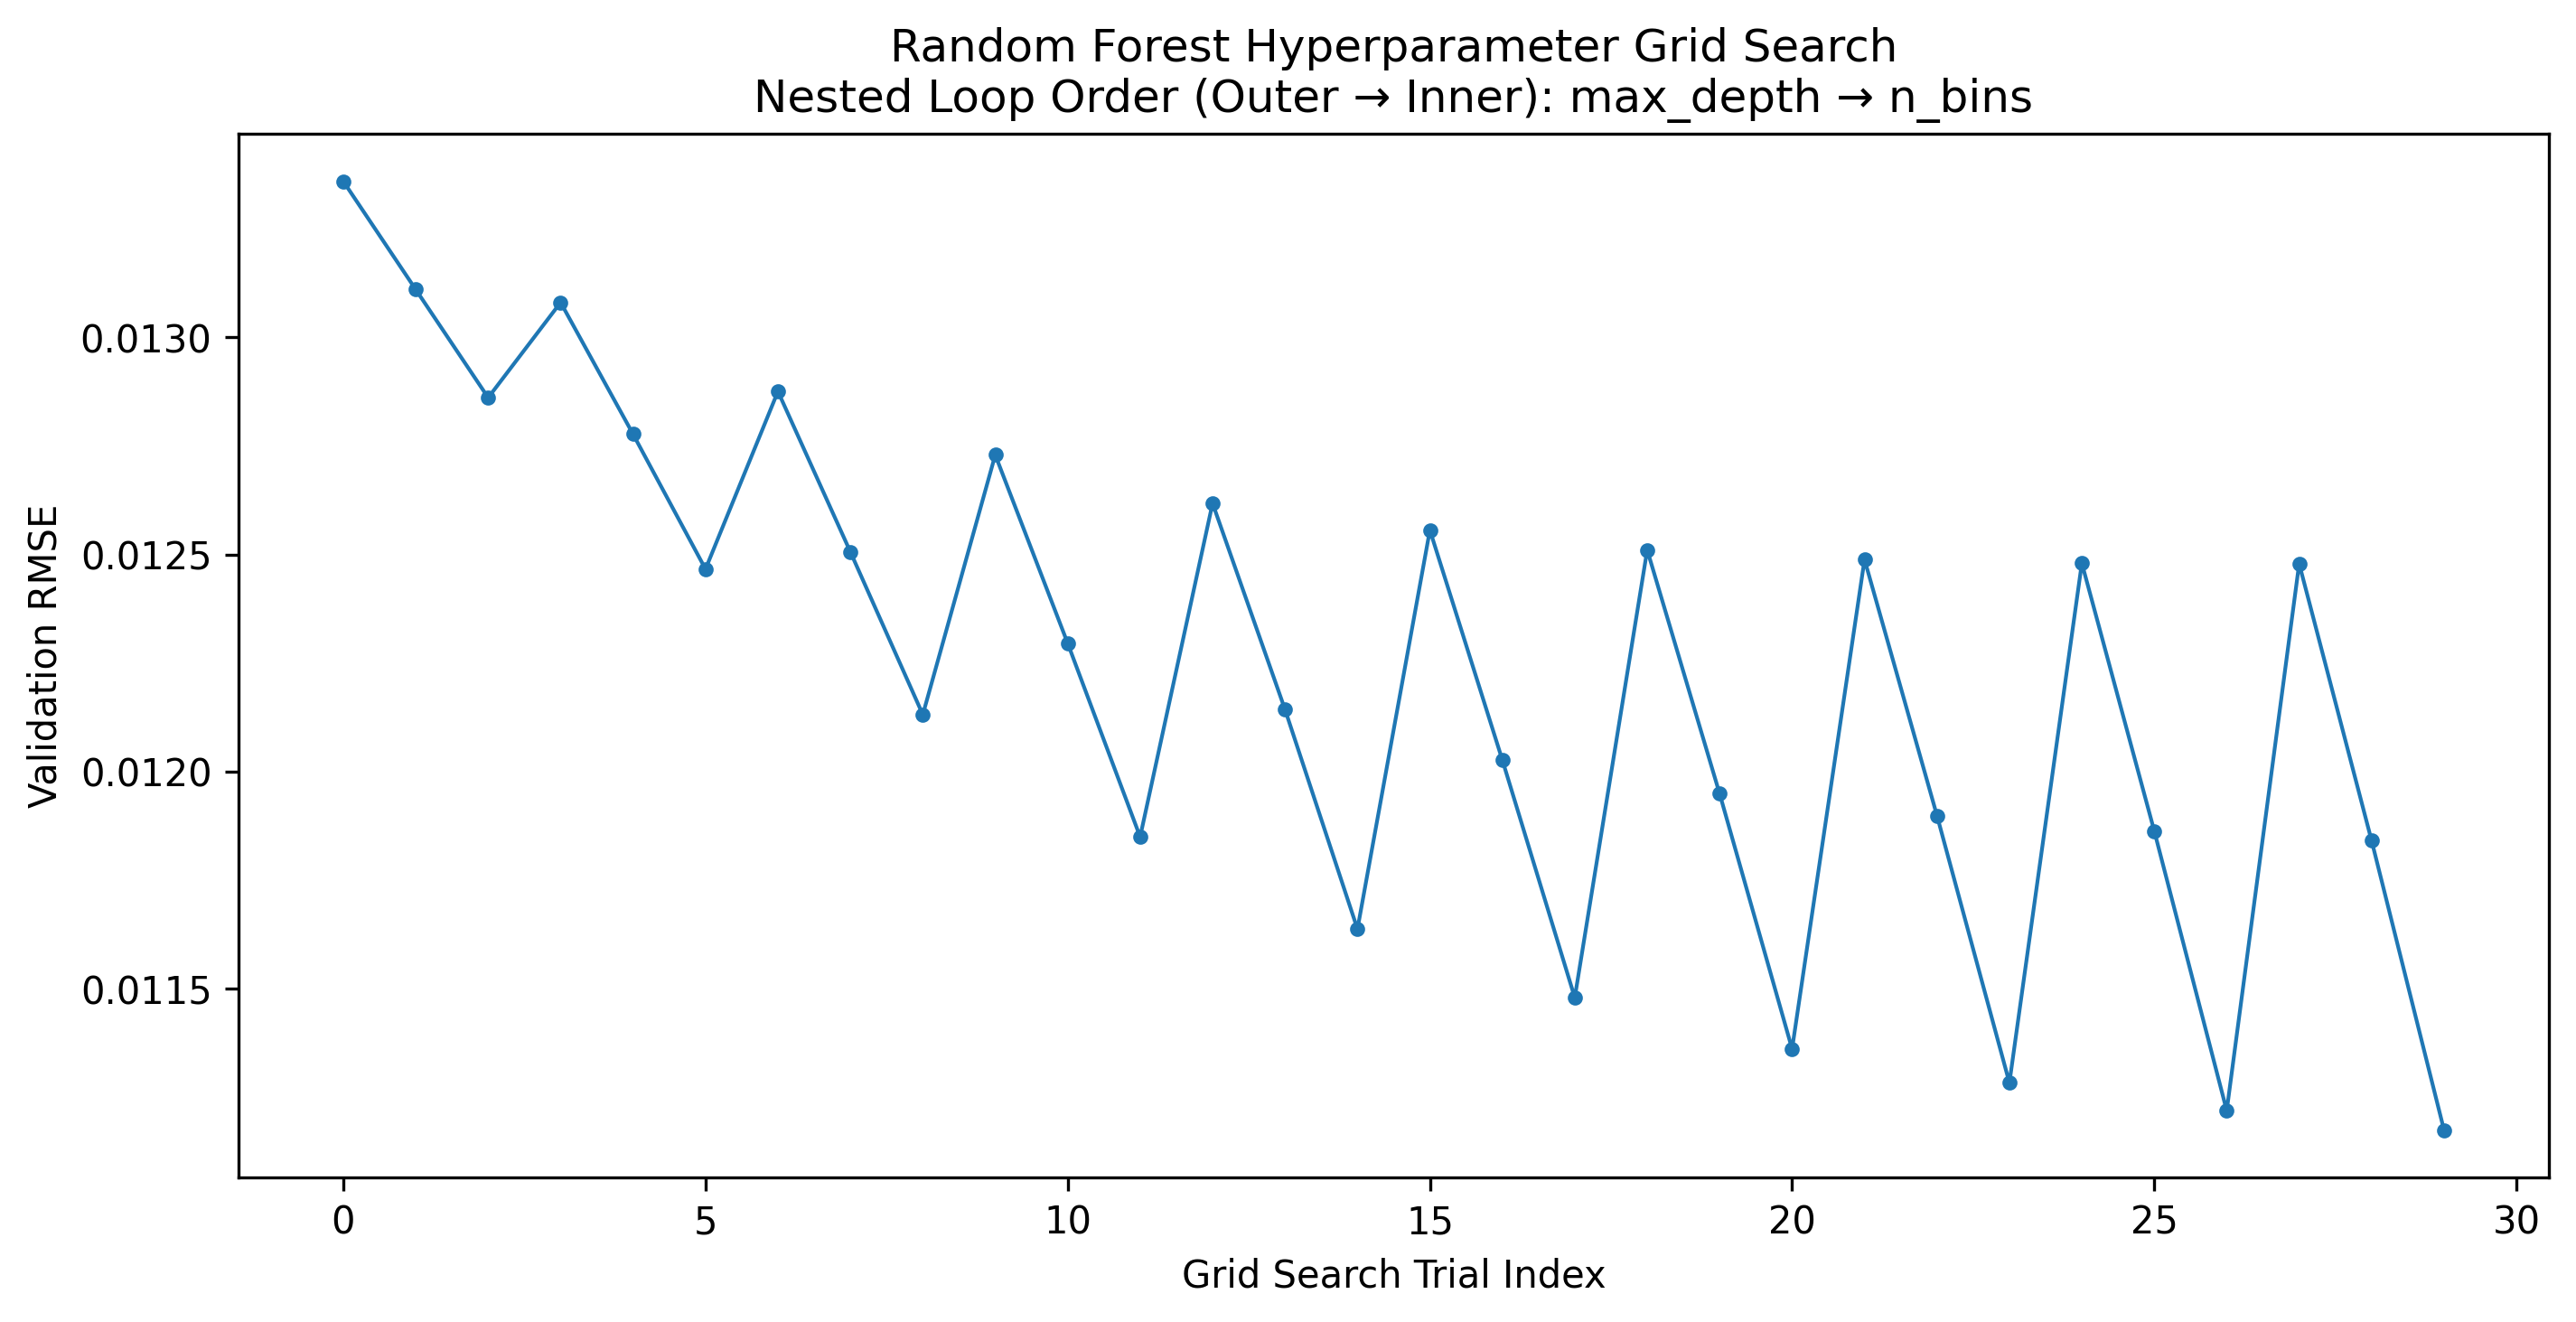 Random Forest Hyperparameter Grid Search
Nested Loop Order (Outer → Inner): max_depth → n_bins
Validation RMSE
0.0130
0.0125
0.0120
0.0115
0
5
10
15
20
25
30
Grid Search Trial Index